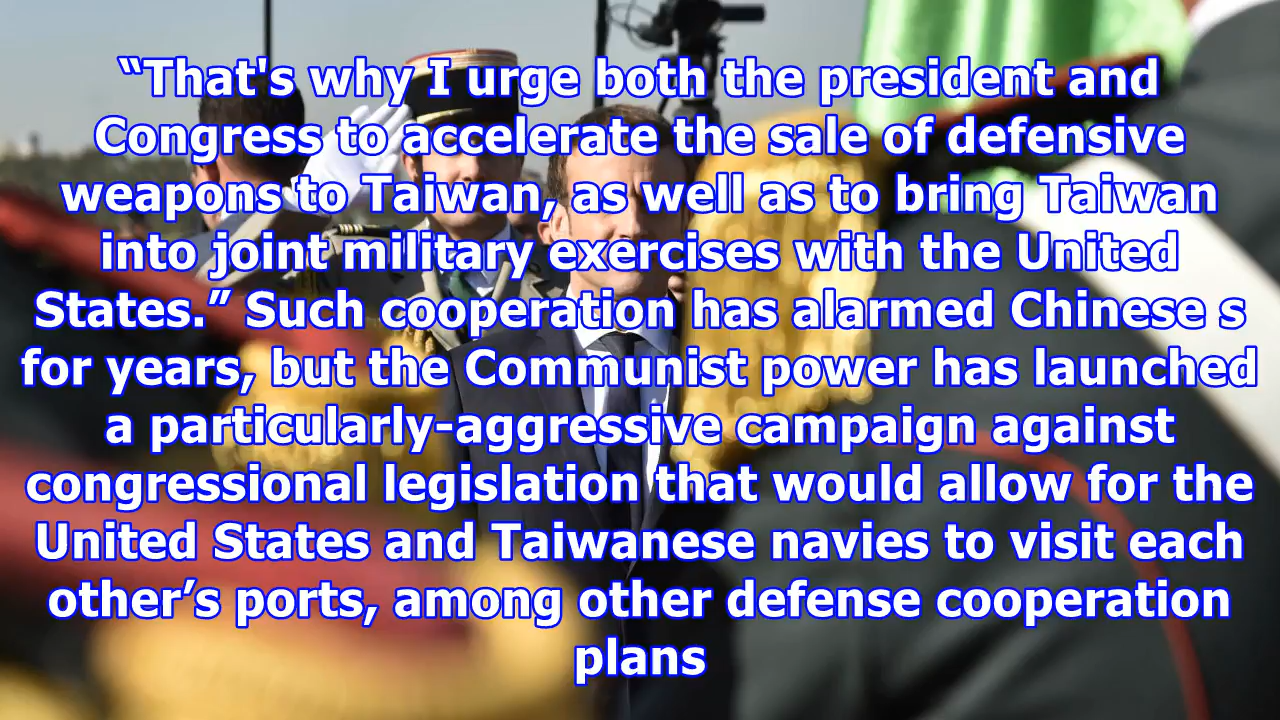 “That's why I urge both the president and
Congress to accelerate the sale of defensive
weapons to Taiwan, as well as to bring Taiwan
into joint military exercises with the United
States.” Such cooperation has alarmed Chinese s
for years, but the Communist power has launched
a particularly-aggressive campaign against
congressional legislation that would allow for the
United States and Taiwanese navies to visit each
other’s ports, among other defense cooperation
plans